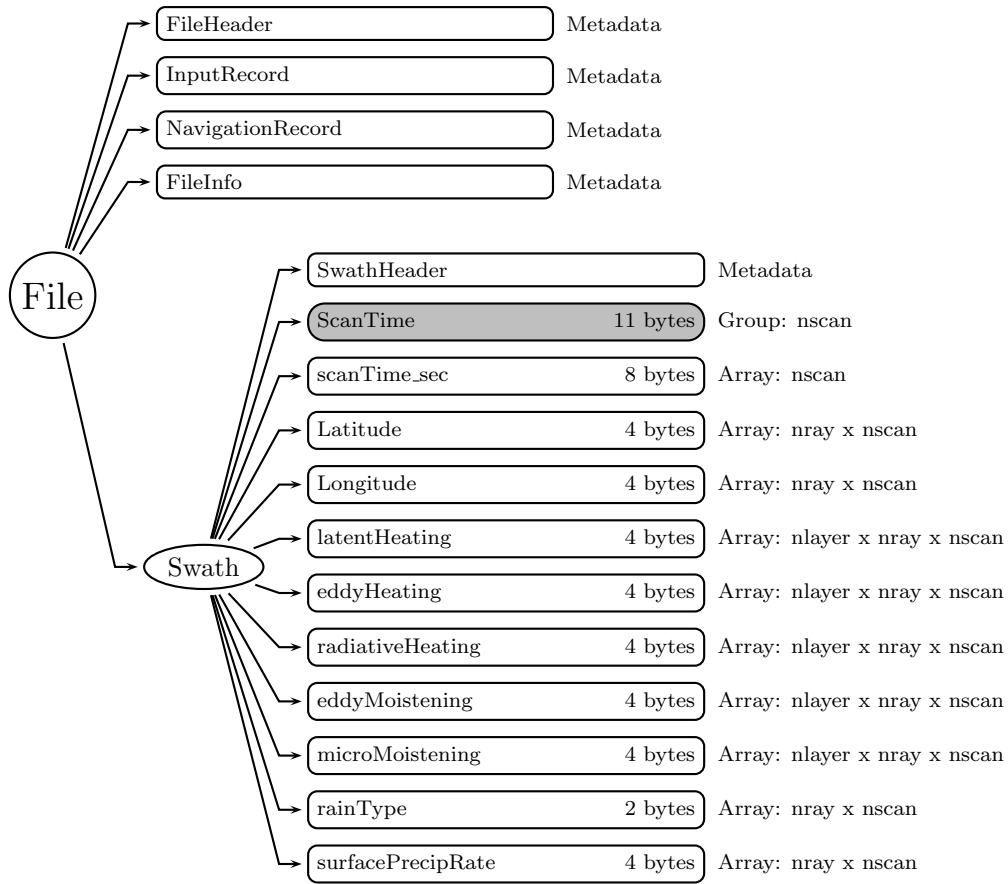 FileHeader Metadata
InputRecord Metadata
NavigationRecord Metadata
FileInfo Metadata
File
SwathHeader Metadata
ScanTime 11 bytes Group: nscan
scanTime_sec 8 bytes Array: nscan
Latitude 4 bytes Array: nray x nscan
Longitude 4 bytes Array: nray x nscan
latentHeating 4 bytes Array: nlayer x nray x nscan
Swath
eddyHeating 4 bytes Array: nlayer x nray x nscan
radiativeHeating 4 bytes Array: nlayer x nray x nscan
eddyMoistening 4 bytes Array: nlayer x nray x nscan
microMoistening 4 bytes Array: nlayer x nray x nscan
rainType 2 bytes Array: nray x nscan
surfacePrecipRate 4 bytes Array: nray x nscan